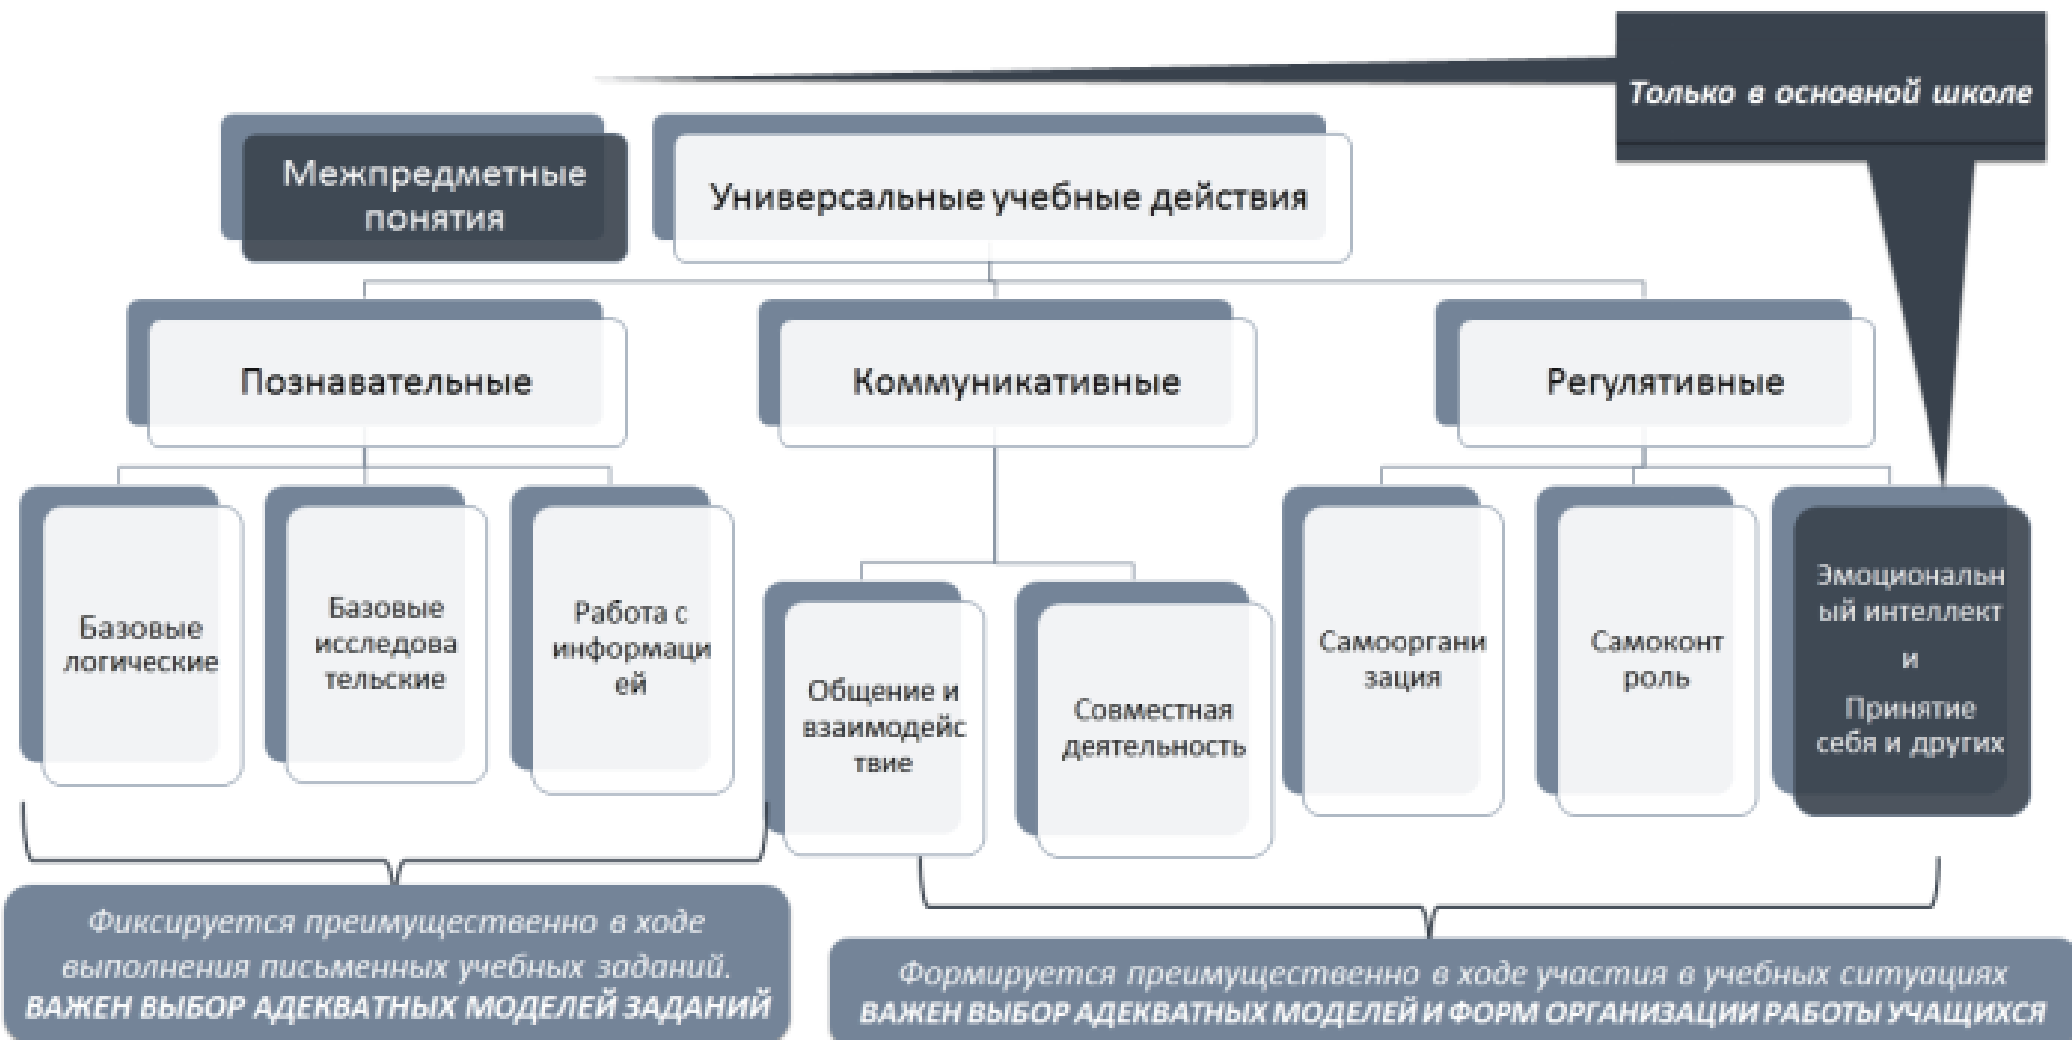 Только в основной школе
Межпредметные
понятия
Универсальные учебные действия
Познавательные
Коммуникативные
Регулятивные
Базовые
логические
Базовые
исследова
тельские
Работа с
информаци
ей
Общение и
взаимодейс
твие
Совместная
деятельность
Самооргани
зация
Самоконт
роль
Эмоциональн
ый интеллект
и
Принятие
себя и других
Фиксируется преимущественно в ходе
выполнения письменных учебных заданий.
ВАЖЕН ВЫБОР АДЕКВАТНЫХ МОДЕЛЕЙ ЗАДАНИЙ
Формируется преимущественно в ходе участия в учебных ситуациях
ВАЖЕН ВЫБОР АДЕКВАТНЫХ МОДЕЛЕЙ И ФОРМ ОРГАНИЗАЦИИ РАБОТЫ УЧАЩИХСЯ